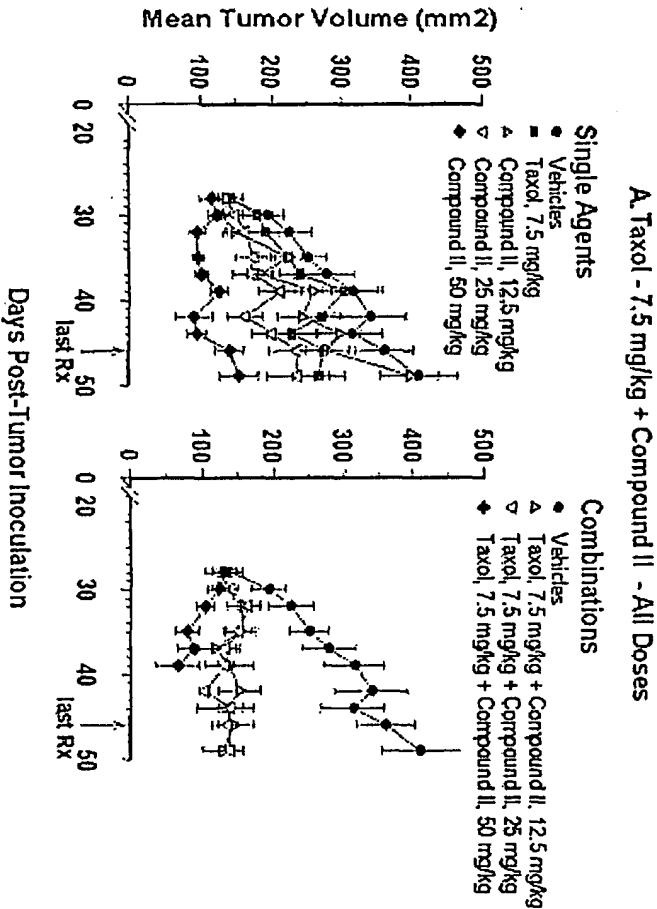 A. Taxol - 7.5 mg/kg + Compound II - All Doses
Mean Tumor Volume (mm2)
Single Agents
Vehicles
Taxol, 7.5 mg/kg
Compound II, 12.5 mg/kg
Compound II, 25 mg/kg
Compound II, 50 mg/kg
500
400
300
200
100
0
0 20 30 40 50
last Rx
Combinations
Vehicles
Taxol, 7.5 mg/kg + Compound II, 12.5 mg/kg
Taxol, 7.5 mg/kg + Compound II, 25 mg/kg
Taxol, 7.5 mg/kg + Compound II, 50 mg/kg
500
400
300
200
100
0
0 20 30 40 50
last Rx
Days Post-Tumor Inoculation